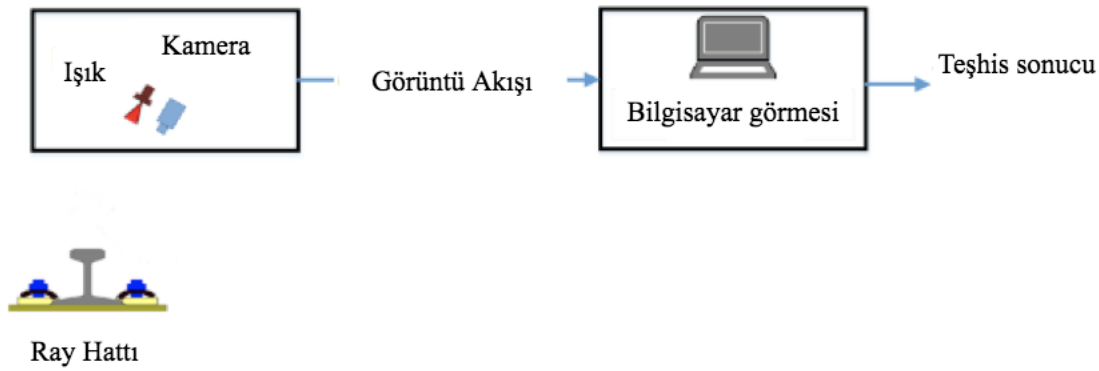 Kamera
Işık
Görüntü Akışı
Bilgisayar görmesi
Teşhis sonucu
Ray Hattı